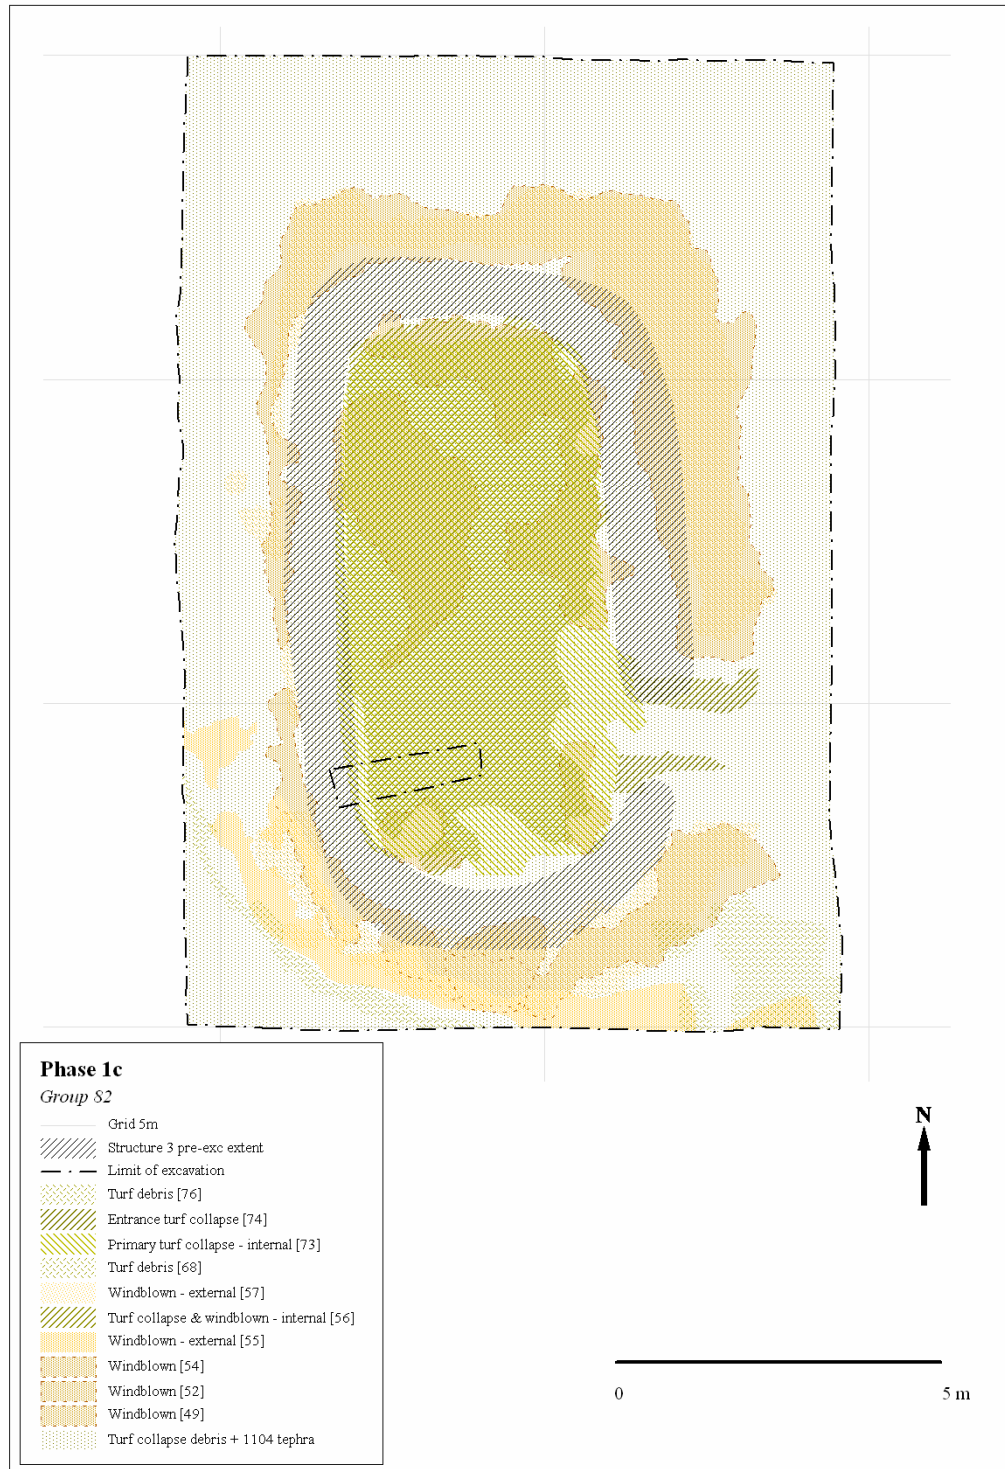 Phase 1c
Group S2
Grid 5m
Structure 3 pre-exc extent
Limit of excavation
Turf debris [76]
Entrance turf collapse [74]
Primary turf collapse - internal [73]
Turf debris [68]
Windblown - external [57]
Turf collapse & windblown - internal [56]
Windblown - external [55]
Windblown [54]
Windblown [52]
Windblown [49]
Turf collapse debris + 1104 tephra
N
0 5 m